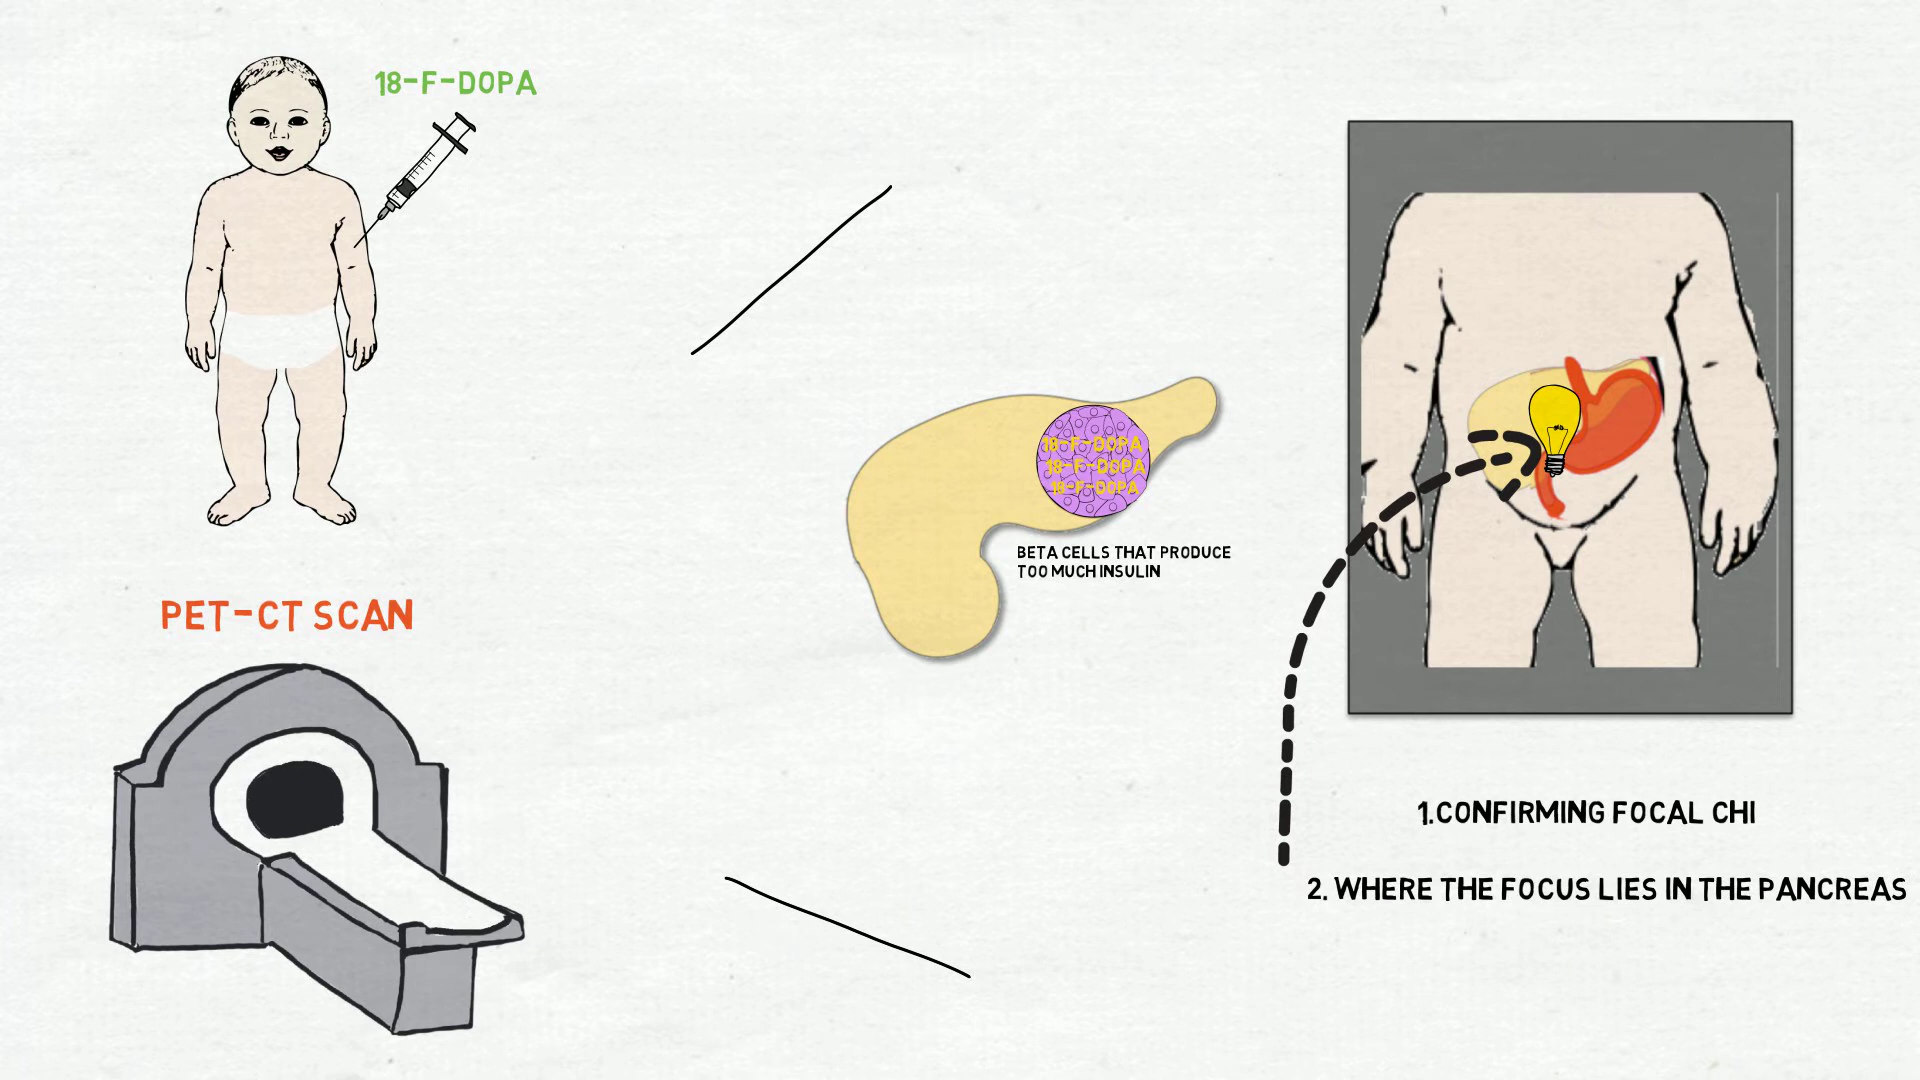 18-F-DOPA
PET-CT SCAN
18-F-DOPA
18-F-DOPA
18-F-DOPA
BETA CELLS THAT PRODUCE
TOO MUCH INSULIN
1.CONFIRMING FOCAL CHI
2. WHERE THE FOCUS LIES IN THE PANCREAS